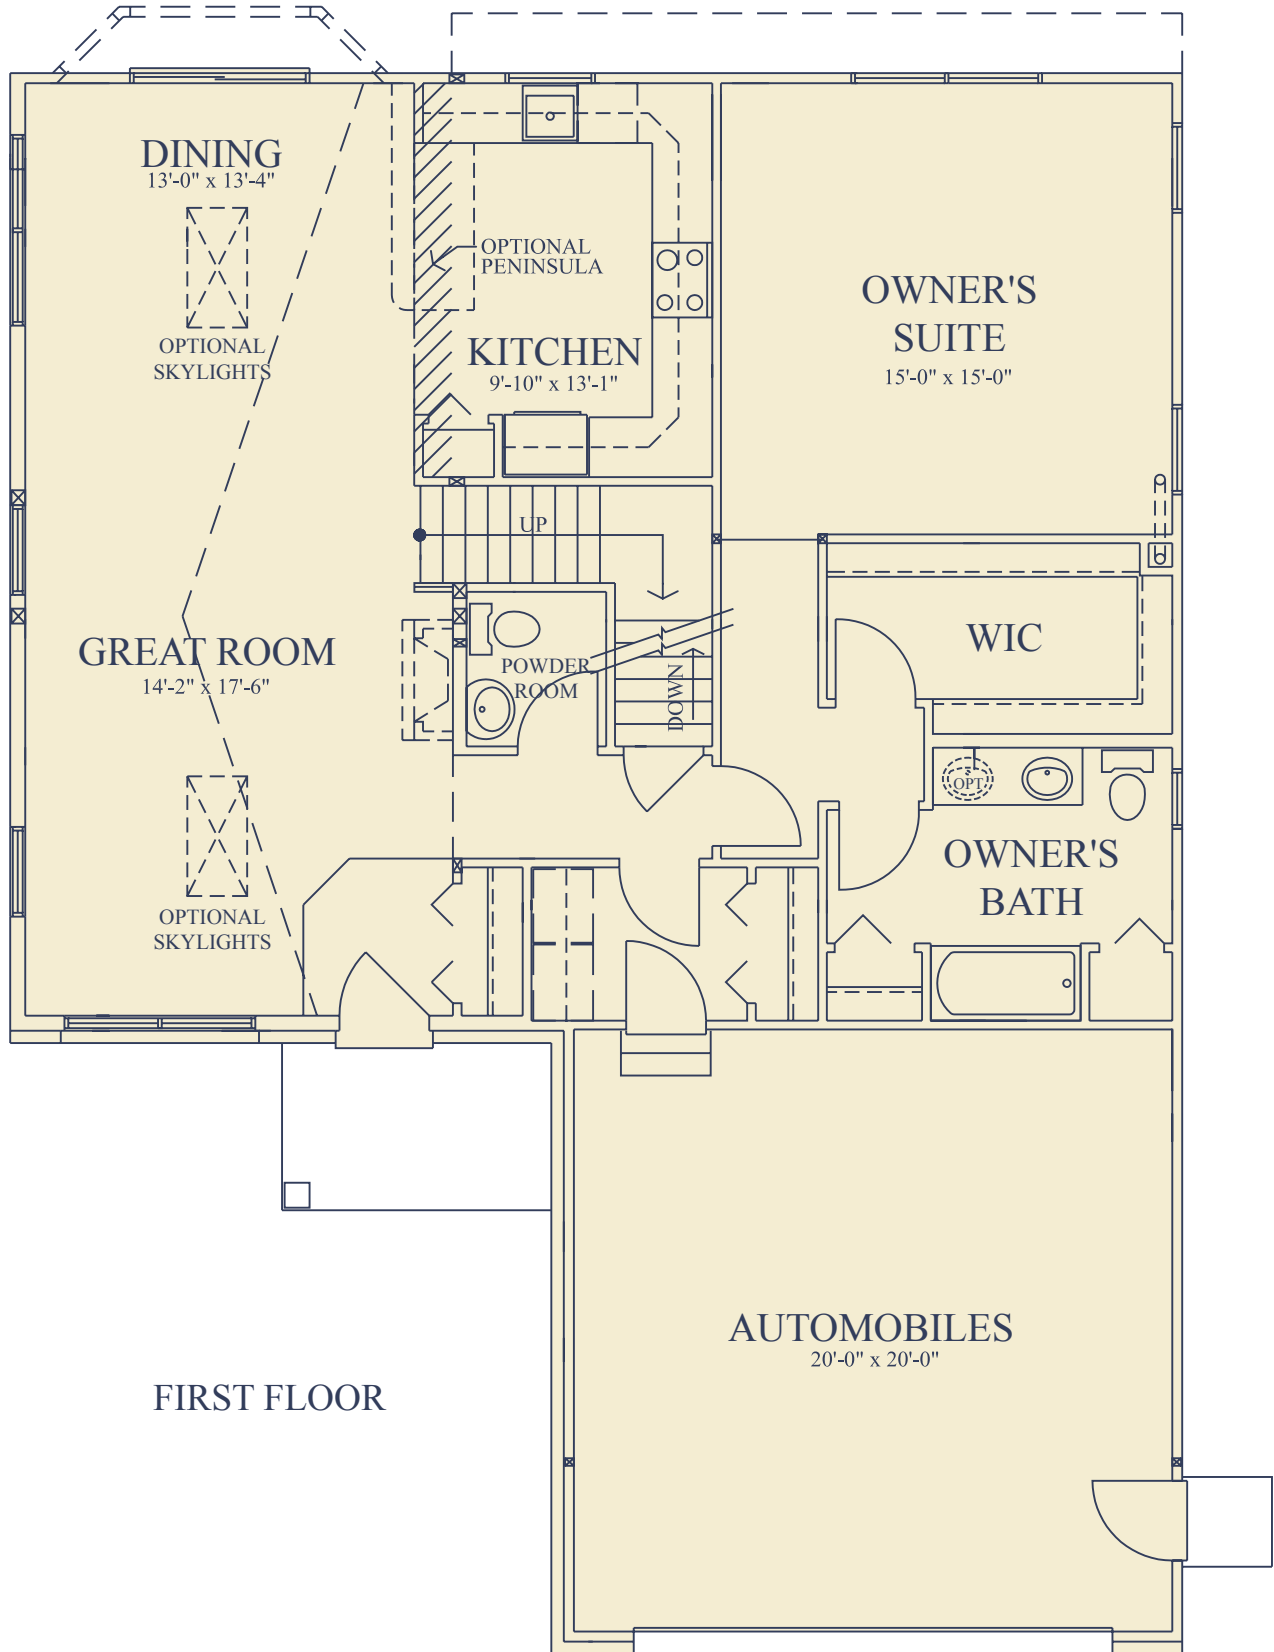 DINING
13'-0" x 13'-4"
OPTIONAL
SKYLIGHTS
OPTIONAL
PENINSULA
KITCHEN
9'-10" x 13'-1"
OWNER'S
SUITE
15'-0" x 15'-0"
UP
GREAT ROOM
14'-2" x 17'-6"
POWDER
ROOM
DOWN
WIC
OPT
OWNER'S
BATH
OPTIONAL
SKYLIGHTS
AUTOMOBILES
20'-0" x 20'-0"
FIRST FLOOR